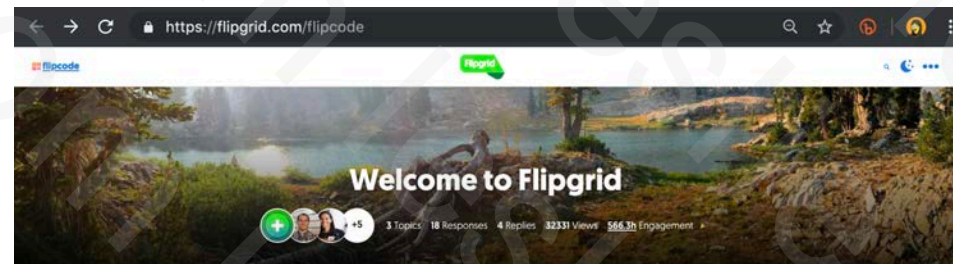 https://flipgrid.com/flipcode
flipcode
Flipgrid
Welcome to Flipgrid
+5 3 Topics 18 Responses 4 Replies 32331 Views 566.3h Engagement